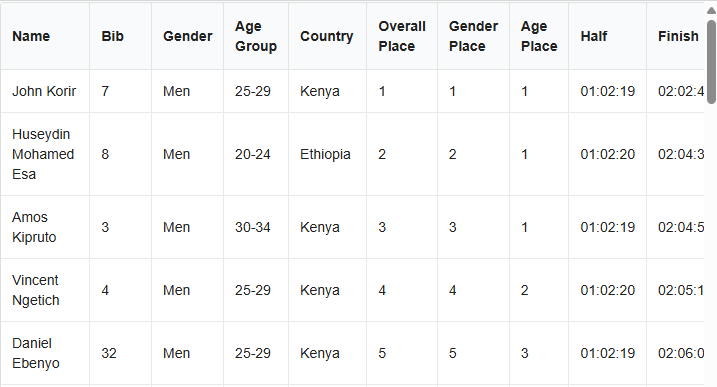 Name Bib Gender Age Group Country Overall Place Gender Place Age Place Half Finish
John Korir 7 Men 25-29 Kenya 1 1 1 01:02:19 02:02:4
Huseydin Mohamed Esa 8 Men 20-24 Ethiopia 2 2 1 01:02:20 02:04:3
Amos Kipruto 3 Men 30-34 Kenya 3 3 1 01:02:19 02:04:5
Vincent Ngetich 4 Men 25-29 Kenya 4 4 2 01:02:20 02:05:1
Daniel Ebenyo 32 Men 25-29 Kenya 5 5 3 01:02:19 02:06:0